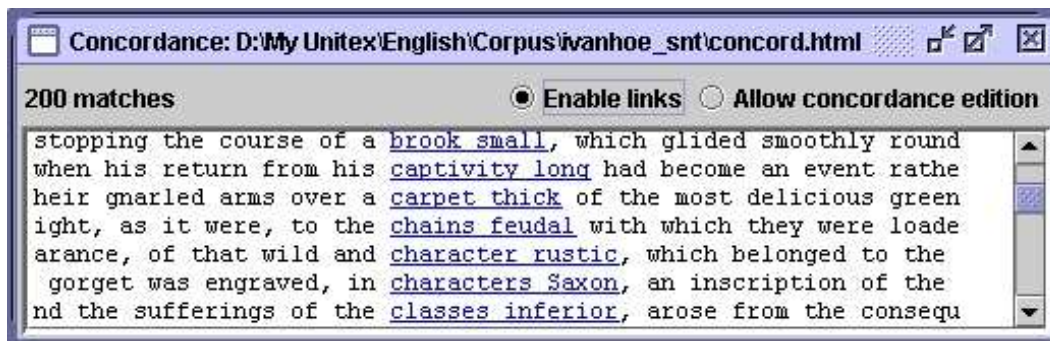 Concordance: D:\My Unitex\English\Corpus\ivanhoe_snt\concord.html
200 matches Enable links Allow concordance edition
stopping the course of a brook small, which glided smoothly round
when his return from his captivity long had become an event rathe
heir gnarled arms over a carpet thick of the most delicious green
ight, as it were, to the chains feudal with which they were loade
arance, of that wild and character rustic, which belonged to the
gorget was engraved, in characters Saxon, an inscription of the
nd the sufferings of the classes inferior, arose from the consequ